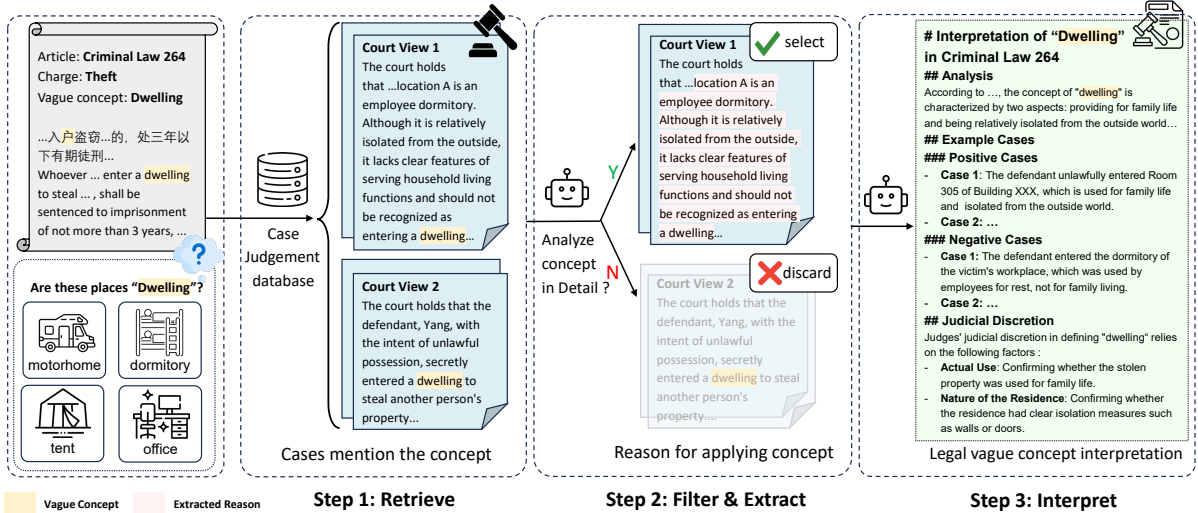 Article: Criminal Law 264
Charge: Theft
Vague concept: Dwelling
...入户盗窃...的, 处三年以
下有期徒刑...
Whoever ... enter a dwelling
to steal ... , shall be
sentenced to imprisonment
of not more than 3 years, ...
?
Are these places “Dwelling”?
motorhome
dormitory
tent
office
Vague Concept
Extracted Reason
Case
Judgement
database
Court View 1
The court holds
that ...location A is an
employee dormitory.
Although it is relatively
isolated from the outside,
it lacks clear features of
serving household living
functions and should not
be recognized as
entering a dwelling...
Court View 2
The court holds that the
defendant, Yang, with
the intent of unlawful
possession, secretly
entered a dwelling to
steal another person's
property...
Cases mention the concept
Step 1: Retrieve
Analyze
concept
in Detail ?
Y
N
select
Court View 1
The court holds
that ...location A is an
employee dormitory.
Although it is relatively
isolated from the outside,
it lacks clear features of
serving household living
functions and should not
be recognized as entering
a dwelling...
discard
Court View 2
The court holds that the
defendant, Yang, with the
intent of unlawful
possession, secretly
entered a dwelling to steal
another person's
property....
Reason for applying concept
Step 2: Filter & Extract
# Interpretation of “Dwelling”
in Criminal Law 264
## Analysis
According to …, the concept of "dwelling" is
characterized by two aspects: providing for family life
and being relatively isolated from the outside world…
## Example Cases
### Positive Cases
- Case 1: The defendant unlawfully entered Room
305 of Building XXX, which is used for family life
and isolated from the outside world.
- Case 2: …
### Negative Cases
- Case 1: The defendant entered the dormitory of
the victim's workplace, which was used by
employees for rest, not for family living.
- Case 2: …
## Judicial Discretion
Judges' judicial discretion in defining "dwelling" relies
on the following factors :
- Actual Use: Confirming whether the stolen
property was used for family life.
- Nature of the Residence: Confirming whether
the residence had clear isolation measures such
as walls or doors.
Legal vague concept interpretation
Step 3: Interpret